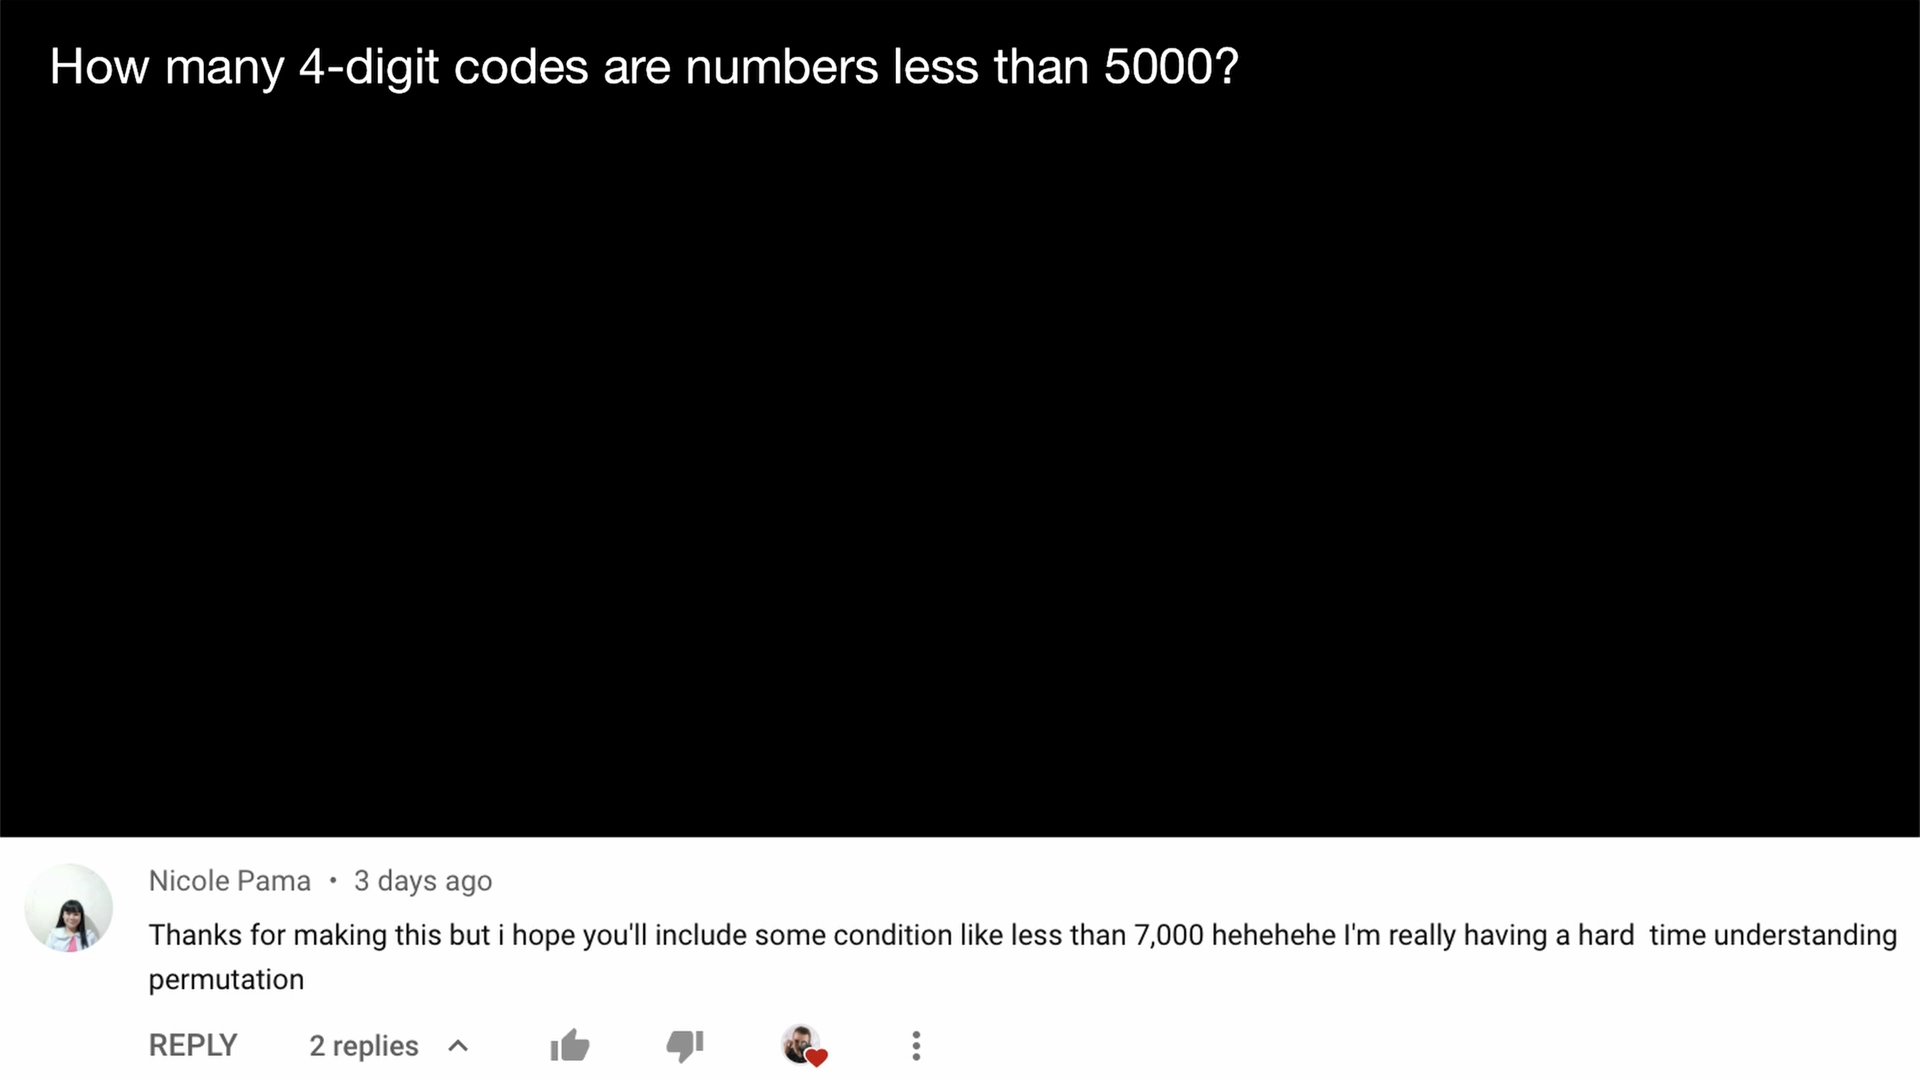 How many 4-digit codes are numbers less than 5000?
Nicole Pama • 3 days ago
Thanks for making this but i hope you'll include some condition like less than 7,000 hehehehe I'm really having a hard  time understanding
permutation
REPLY 2 replies